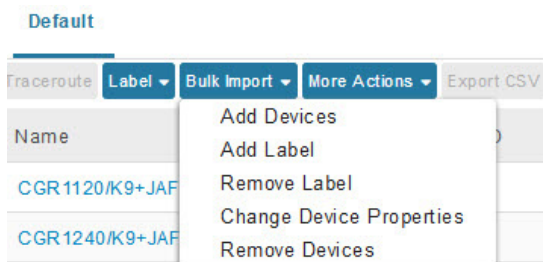 Default
Traceroute Label Bulk Import More Actions Export CSV
Add Devices
Name
Add Label
CGR1120/K9+JAF
Remove Label
Change Device Properties
CGR1240/K9+JAF
Remove Devices